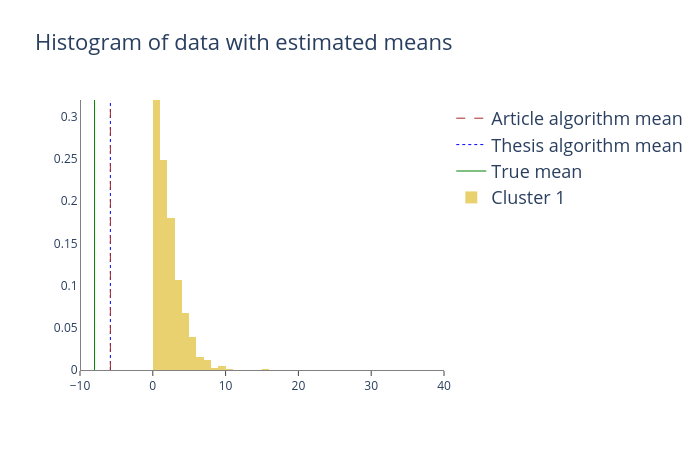 Histogram of data with estimated means
Article algorithm mean
Thesis algorithm mean
True mean
Cluster 1
0.3
0.25
0.2
0.15
0.1
0.05
0
−10
0
10
20
30
40